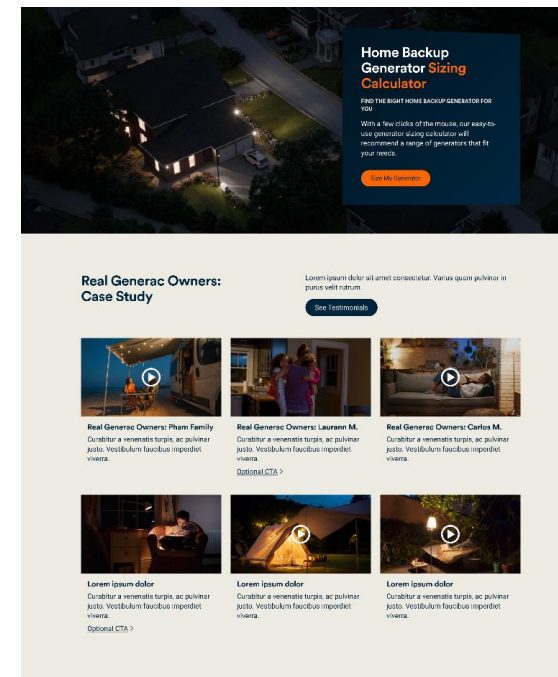 Home Backup
Generator Sizing
Calculator
FIND THE RIGHT HOME BACKUP GENERATOR FOR
YOU
With a few clicks of the mouse, our easy-to-
use generator sizing calculator will
recommend a range of generators that fit
your needs.
Size My Generator
Real Generac Owners:
Case Study
Lorem ipsum dolor sit amet consectetur. Varius quam pulvinar in
purus velit rutrum.
See Testimonials
Real Generac Owners: Pham Family
Curabitur a venenatis turpis, ac pulvinar
justo. Vestibulum faucibus imperdiet
viverra.
Real Generac Owners: Laurann M.
Curabitur a venenatis turpis, ac pulvinar
justo. Vestibulum faucibus imperdiet
viverra.
Optional CTA >
Real Generac Owners: Carlos M.
Curabitur a venenatis turpis, ac pulvinar
justo. Vestibulum faucibus imperdiet
viverra.
Lorem ipsum dolor
Curabitur a venenatis turpis, ac pulvinar
justo. Vestibulum faucibus imperdiet
viverra.
Optional CTA >
Lorem ipsum dolor
Curabitur a venenatis turpis, ac pulvinar
justo. Vestibulum faucibus imperdiet
viverra.
Lorem ipsum dolor
Curabitur a venenatis turpis, ac pulvinar
justo. Vestibulum faucibus imperdiet
viverra.